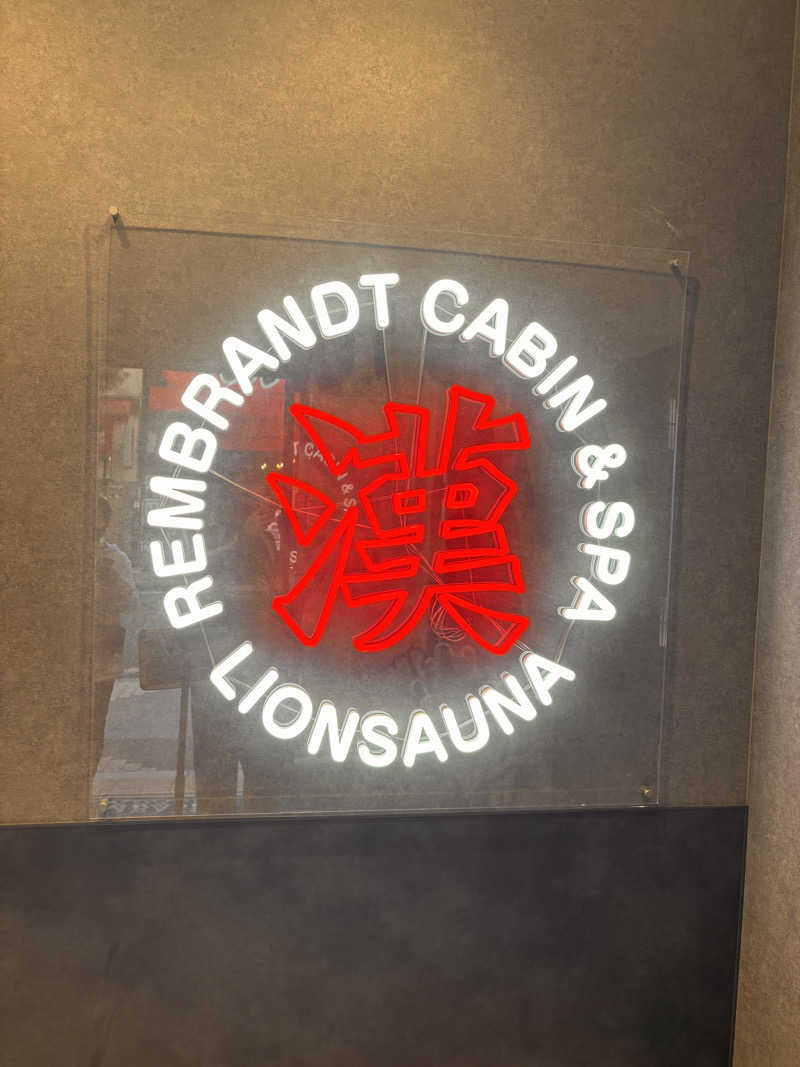 REMBRANDT CABIN & SPA
漢
LIONSAUNA